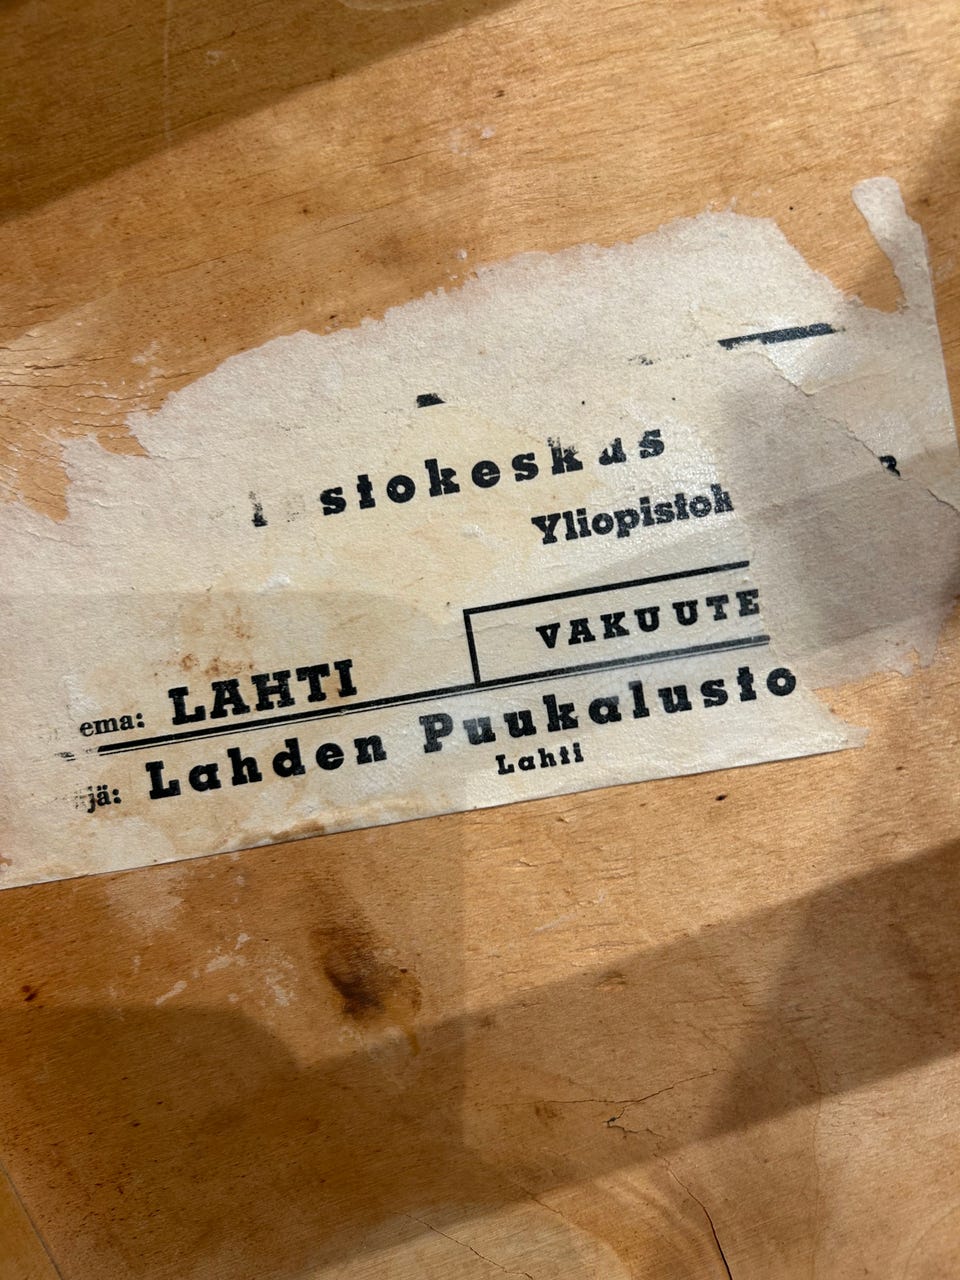 stokeskus
Yliopistok
VAKUUTE
ema: LAHTI
jä: Lahden Puukalusto
Lahti